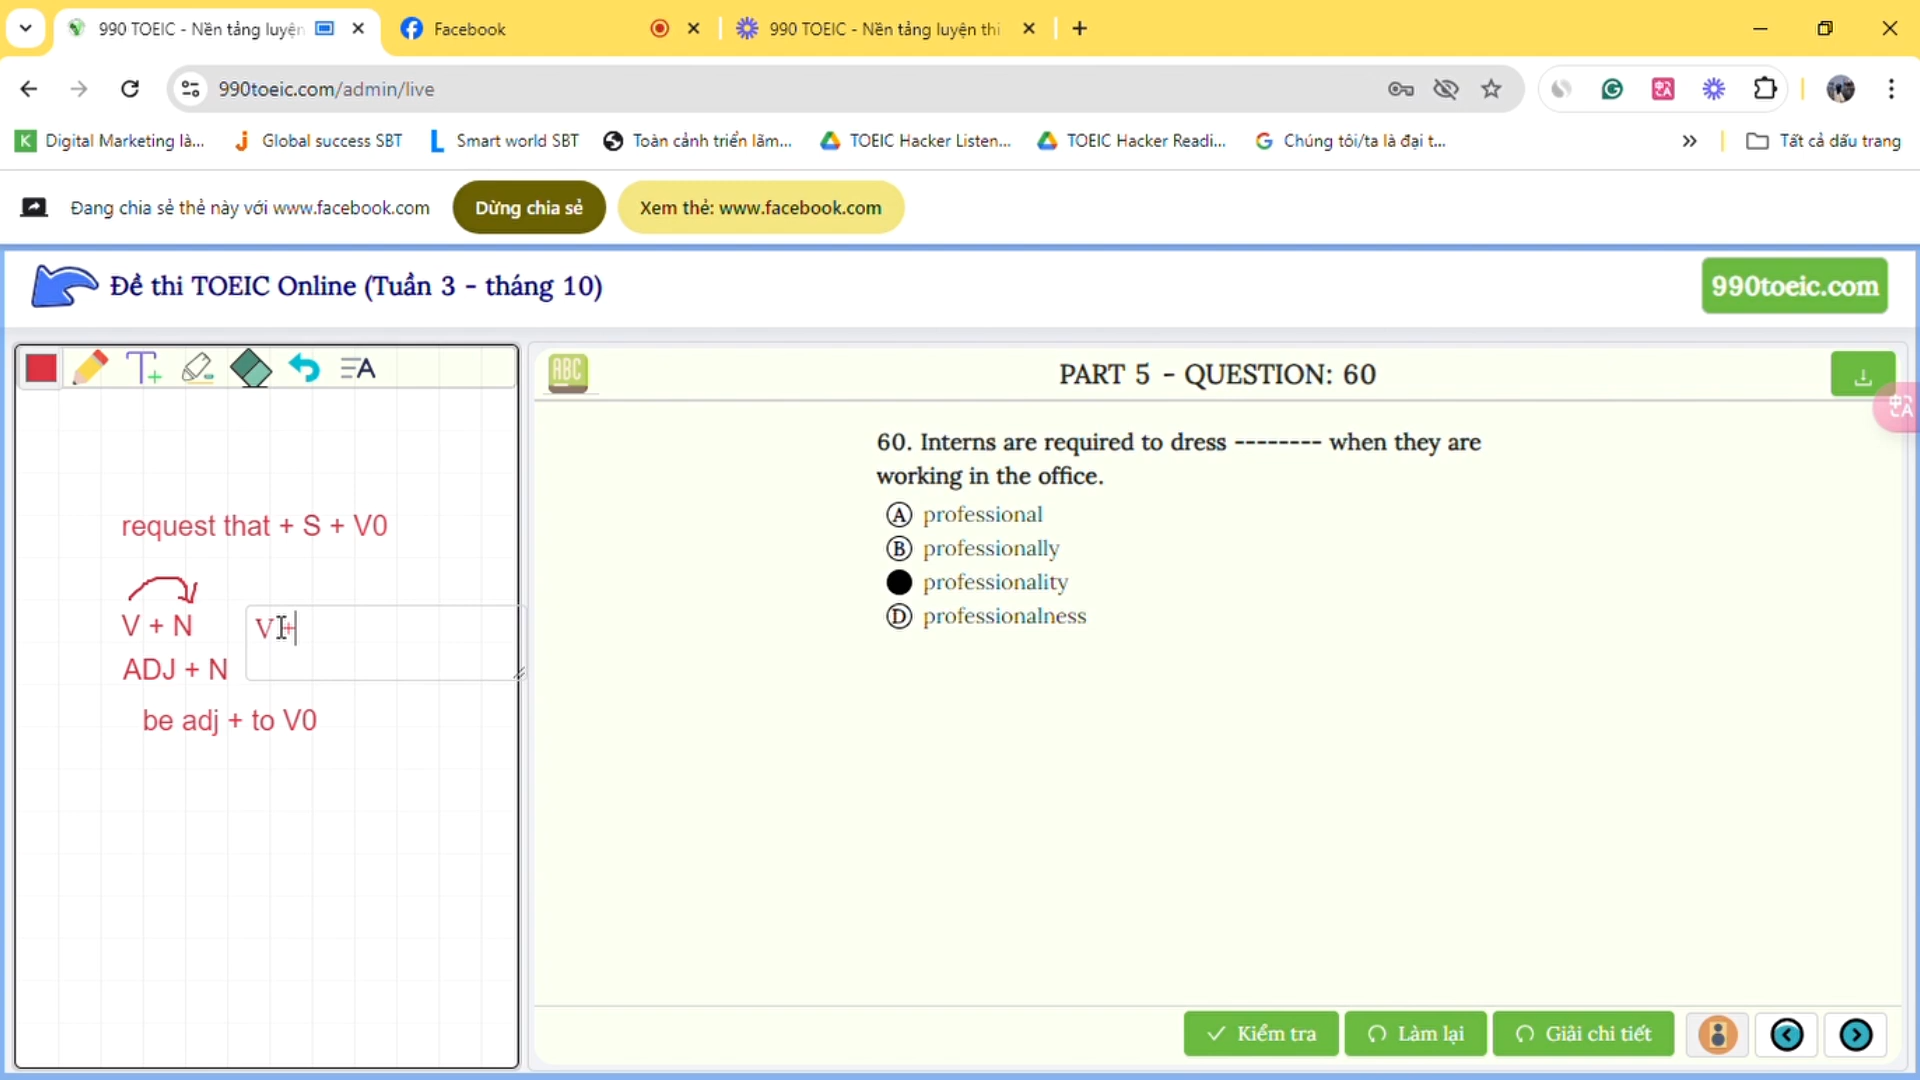 990 TOEIC - Nền tảng luyện
Facebook
990 TOEIC - Nền tảng luyện thi
990toeic.com/admin/live
Digital Marketing là...
Global success SBT
Smart world SBT
Toàn cảnh triển lãm...
TOEIC Hacker Listen...
TOEIC Hacker Readi...
Chúng tôi/ta là đại t...
Tất cả dấu trang
Đang chia sẻ thẻ này với www.facebook.com
Dừng chia sẻ
Xem thẻ: www.facebook.com
Đề thi TOEIC Online (Tuần 3 - tháng 10)
990toeic.com
ABC
PART 5 - QUESTION: 60
60. Interns are required to dress -------- when they are
working in the office.
A professional
B professionally
professionality
D professionalness
request that + S + V0
V + N
V +
ADJ + N
be adj + to V0
Kiểm tra
Làm lại
Giải chi tiết